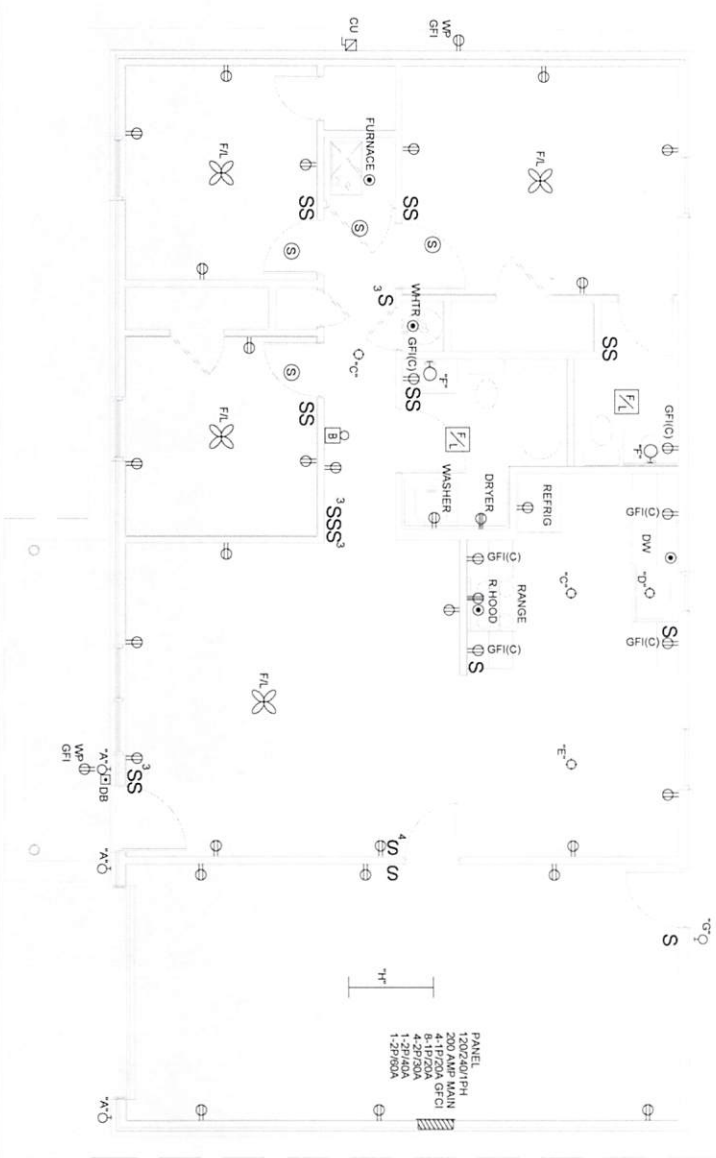 WP
GFI
CU
FURNACE
F/L
F/L
SS
SS
S
S
S
3 S
WHTR
GFI(C)
SS
"F"
"C"
SS
F/L
GFI(C)
"F"
F/L
S
SS
F/L
B
3 SSS 3
WASHER
DRYER
REFRIG
GFI(C)
DW
"D"
"C"
GFI(C)
RANGE
R.HOOD
GFI(C)
S
GFI(C)
S
F/L
"E"
3
SS
"A"
DB
WP
GFI
"A"
4
S S
"G"
S
"H"
PANEL
120/240/1PH
200 AMP MAIN
4-1P/20A GFCI
8-1P/20A
4-2P/30A
1-2P/40A
1-2P/60A
"A"